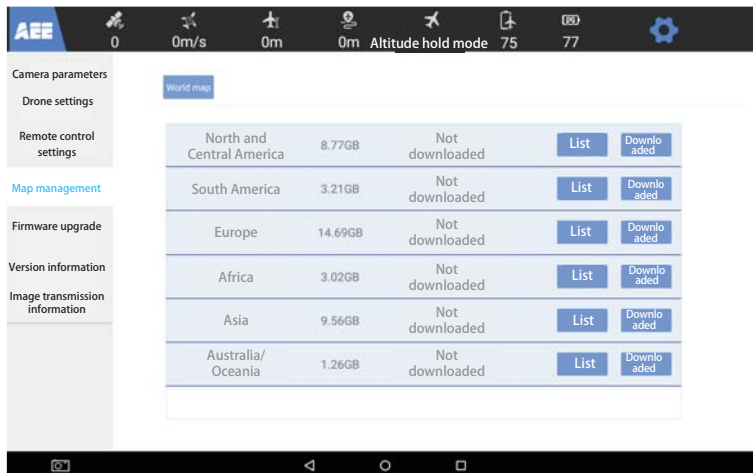 AEE
0
0m/s
0m
0m
Altitude hold mode
75
77
Camera parameters
Drone settings
Remote control
settings
Map management
Firmware upgrade
Version information
Image transmission
information
World map
North and
Central America
8.77GB
Not
downloaded
List
Downlo
aded
South America
3.21GB
Not
downloaded
List
Downlo
aded
Europe
14.69GB
Not
downloaded
List
Downlo
aded
Africa
3.02GB
Not
downloaded
List
Downlo
aded
Asia
9.56GB
Not
downloaded
List
Downlo
aded
Australia/
Oceania
1.26GB
Not
downloaded
List
Downlo
aded